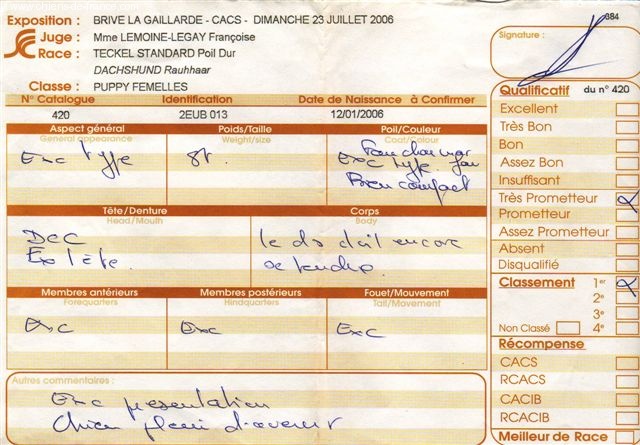 684
Exposition : BRIVE LA GAILLARDE - CACS - DIMANCHE 23 JUILLET 2006
Juge : Mme LEMOINE-LEGAY Françoise
Race : TECKEL STANDARD Poil Dur
DACHSHUND Rauhhaar
Classe : PUPPY FEMELLES
Signature :
N° Catalogue Identification Date de Naissance à Confirmer
420 2EUB 013 12/01/2006
Aspect général Poids/Taille Poil/Couleur
General appearance Weight/size Coat/Colour
Exc type st.
Exc type
Bien compact
Tête/Denture Corps
Head/Mouth Body
Le dos doit encore
se tendre.
Membres antérieurs Membres postérieurs Fouet/Mouvement
Forequarters Hindquarters Tail/Movement
Exc Exc Exc
Autres commentaires :
Exc presentation
Chien plein d'avenir
Qualificatif du n° 420
Excellent
Très Bon
Bon
Assez Bon
Insuffisant
Très Prometteur
Prometteur
Assez Prometteur
Absent
Disqualifié
Classement 1er
2e
3e
Non Classé 4e
Récompense
CACS
RCACS
CACIB
RCACIB
Meilleur de Race